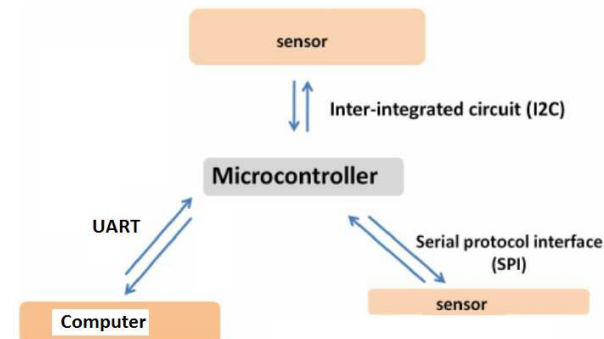 sensor
Inter-integrated circuit (I2C)
Microcontroller
UART
Serial protocol interface
(SPI)
sensor
Computer